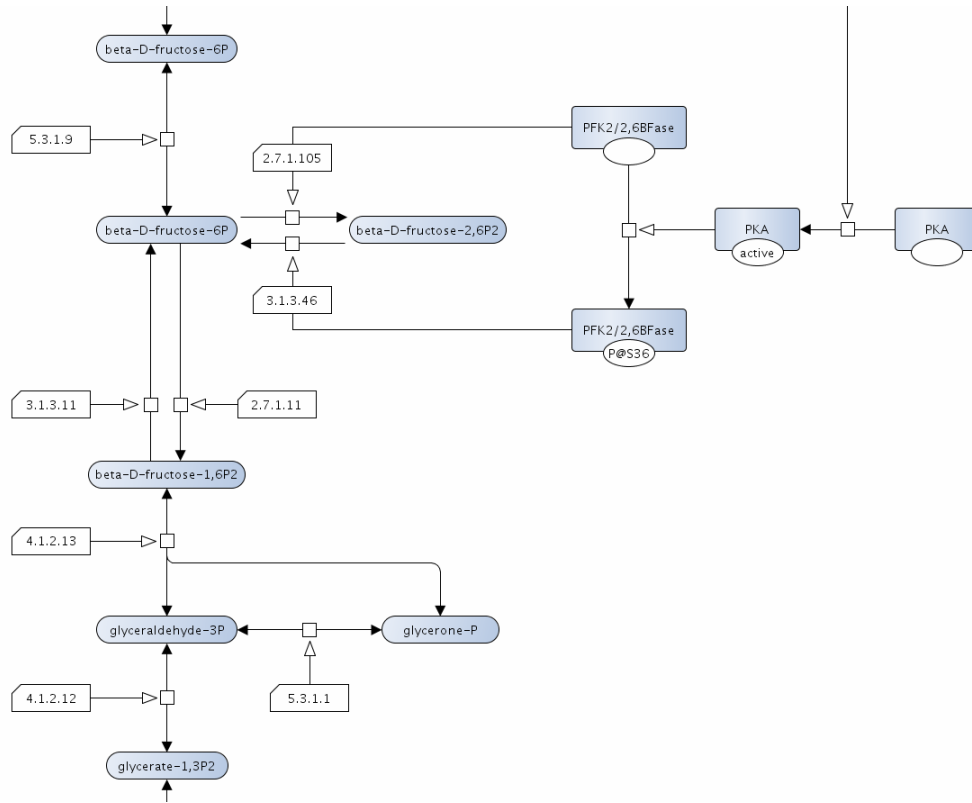 beta-D-fructose-6P
5.3.1.9
PFK2/2,6BFase
2.7.1.105
beta-D-fructose-6P
beta-D-fructose-2,6P2
PKA
active
PKA
3.1.3.46
PFK2/2,6BFase
P@S36
3.1.3.11
2.7.1.11
beta-D-fructose-1,6P2
4.1.2.13
glyceraldehyde-3P
glycerone-P
4.1.2.12
5.3.1.1
glycerate-1,3P2